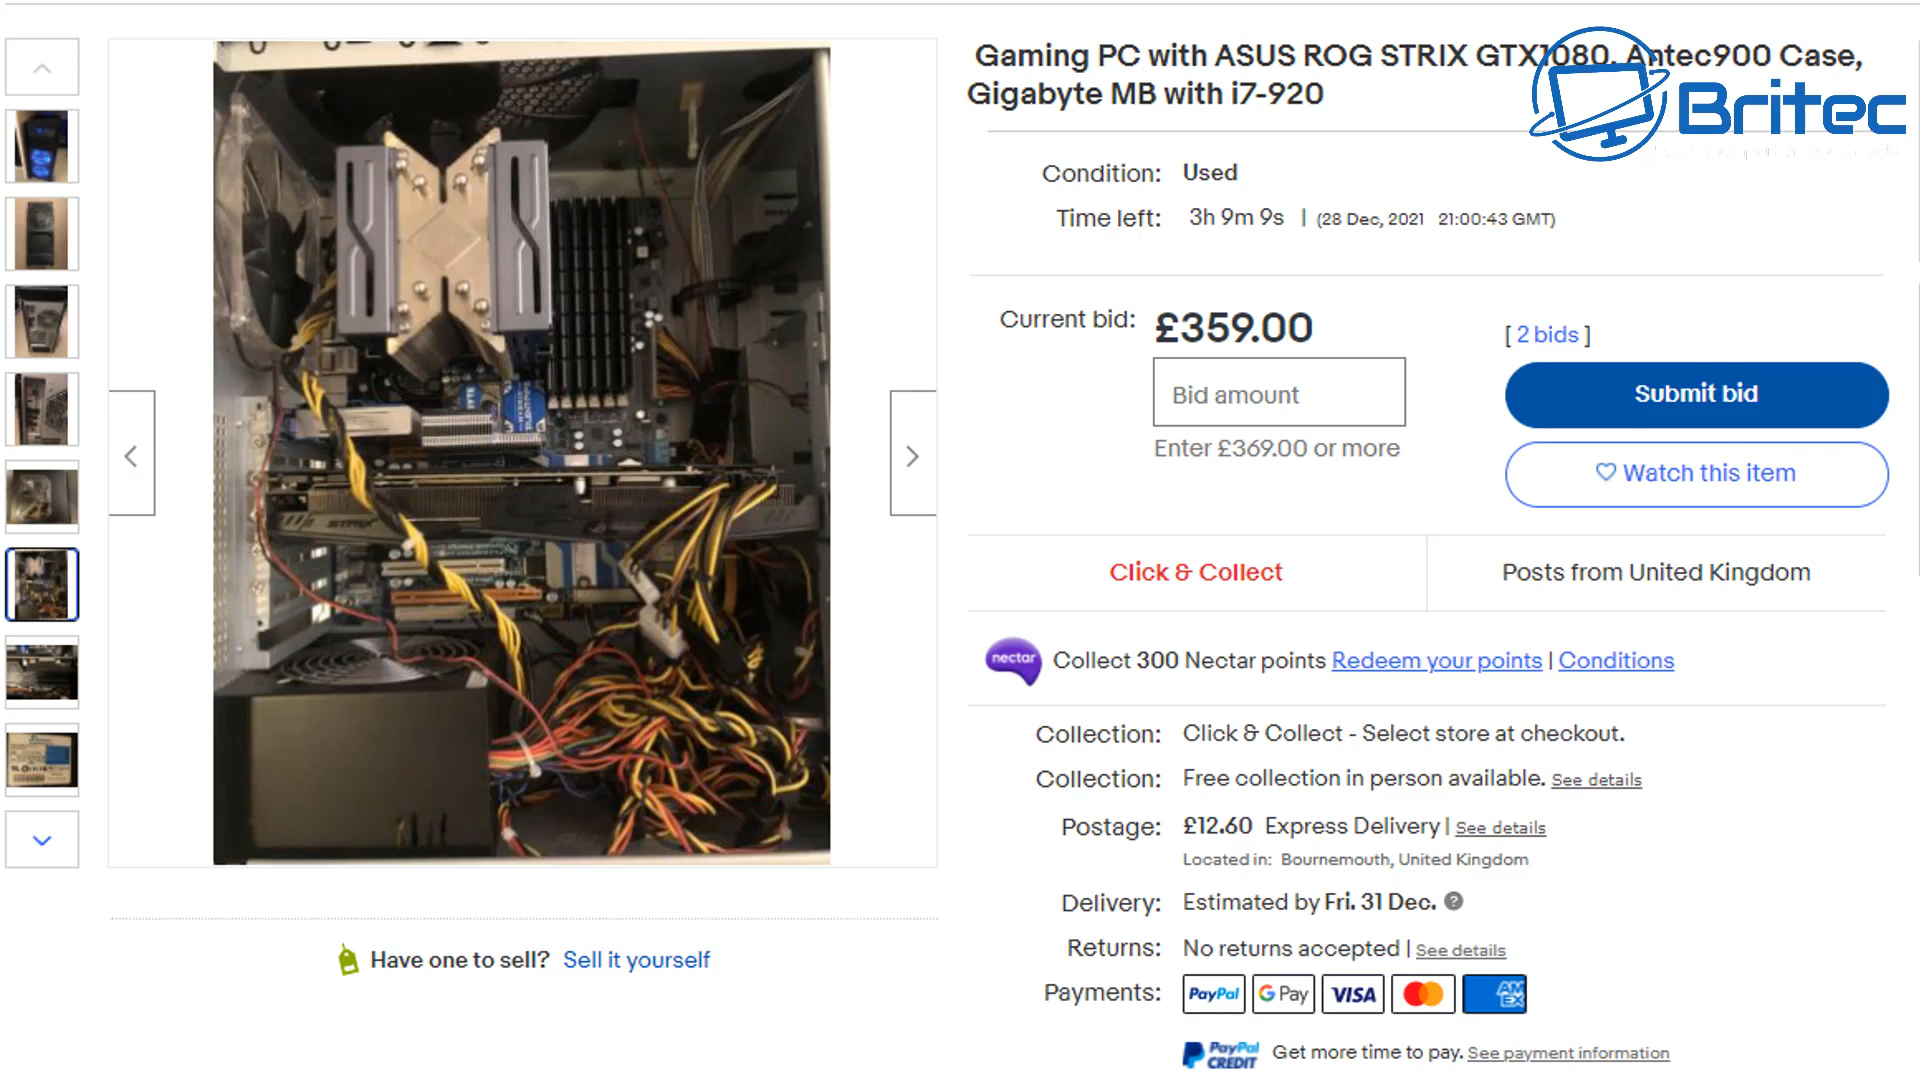 Gaming PC with ASUS ROG STRIX GTX1080, Antec900 Case,
Gigabyte MB with i7-920
Britec
Condition: Used
Time left: 3h 9m 9s | (28 Dec, 2021 21:00:43 GMT)
Current bid: £359.00
[ 2 bids ]
Bid amount
Submit bid
Enter £369.00 or more
Watch this item
STRIX
Click & Collect
Posts from United Kingdom
nectar
Collect 300 Nectar points Redeem your points | Conditions
Collection: Click & Collect - Select store at checkout.
Collection: Free collection in person available. See details
Postage: £12.60 Express Delivery | See details
Located in: Bournemouth, United Kingdom
Delivery: Estimated by Fri. 31 Dec. ?
Returns: No returns accepted | See details
Payments: PayPal G Pay VISA AMEX
PayPal CREDIT Get more time to pay. See payment information
Have one to sell? Sell it yourself